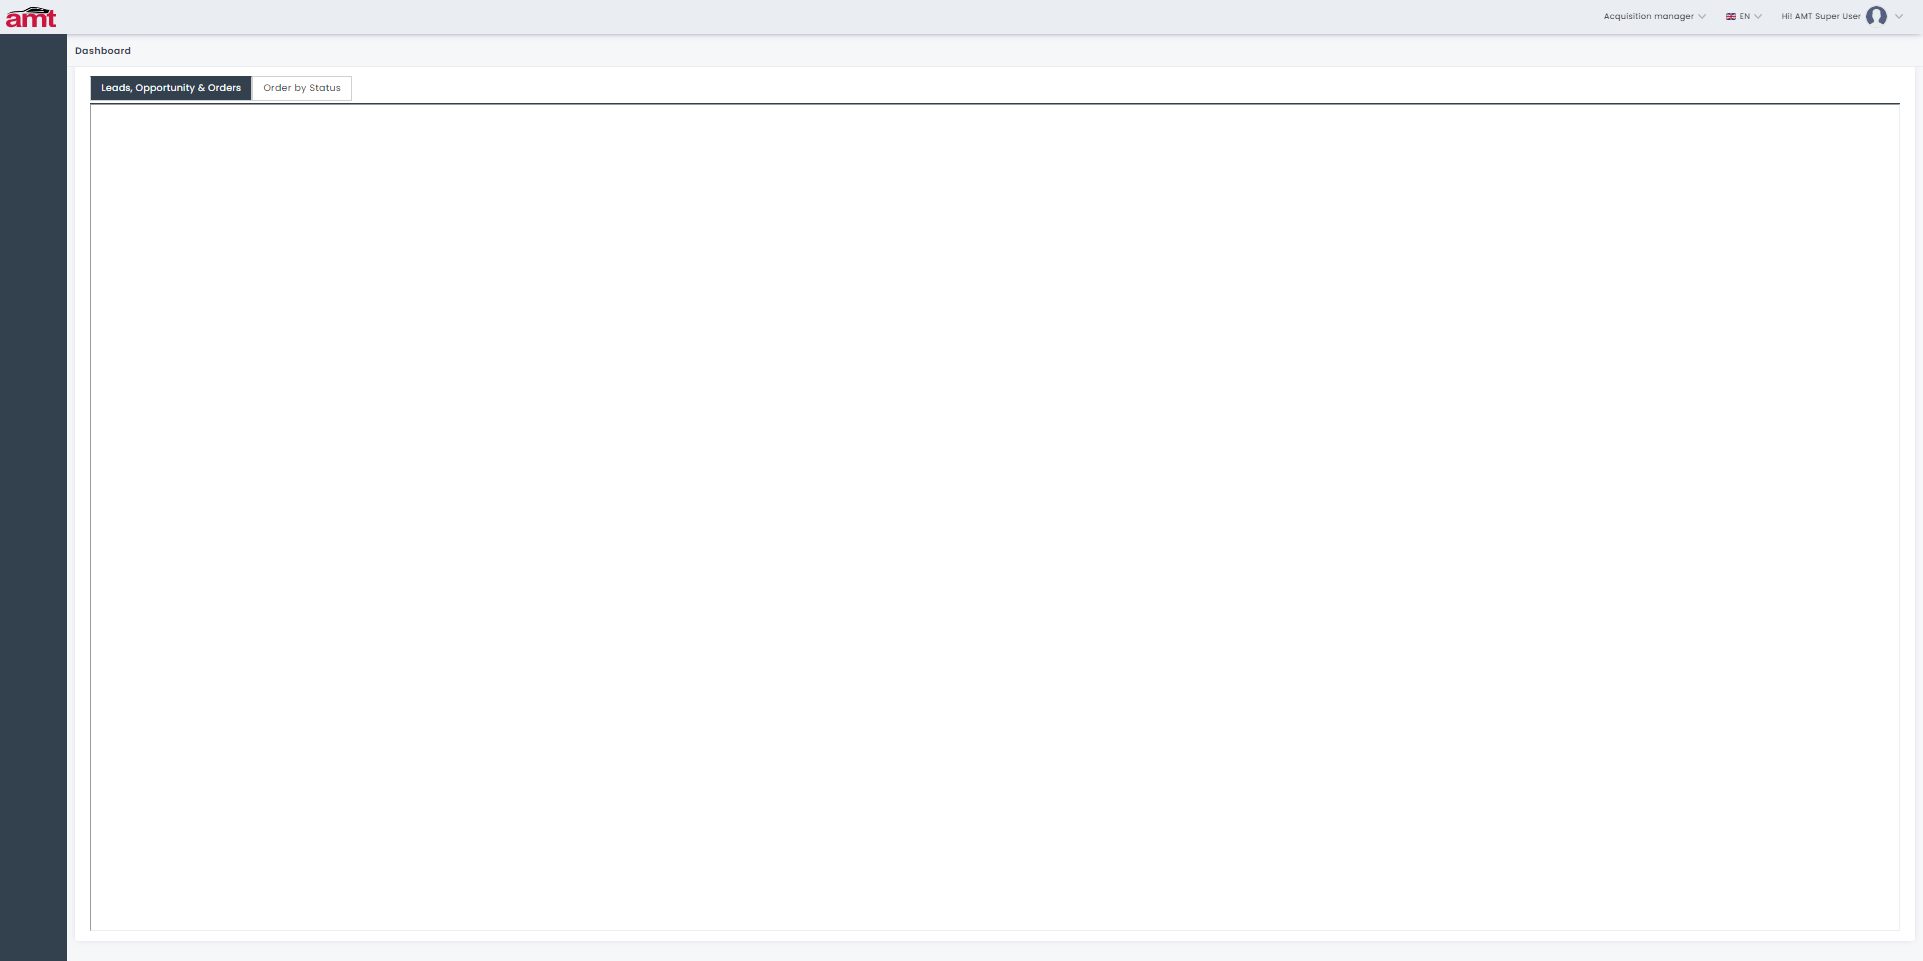 amt
Acquisition manager
EN
Hi! AMT Super User
Dashboard
Leads, Opportunity & Orders
Order by Status